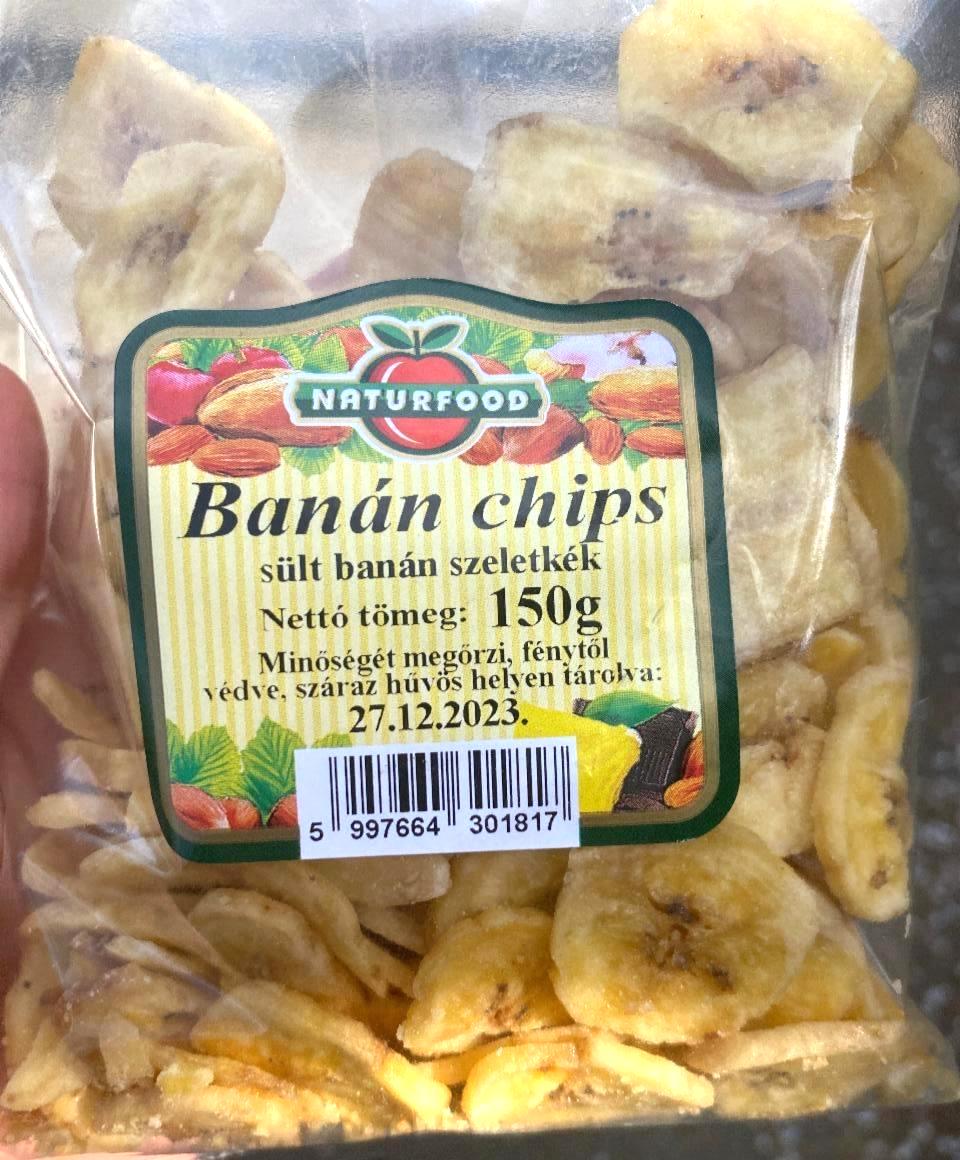 NATURFOOD
Banán chips
sült banán szeletkék
Nettó tömeg: 150g
Minőségét megőrzi, fénytől
védve, száraz hűvös helyen tárolva:
27.12.2023.
5 997664 301817